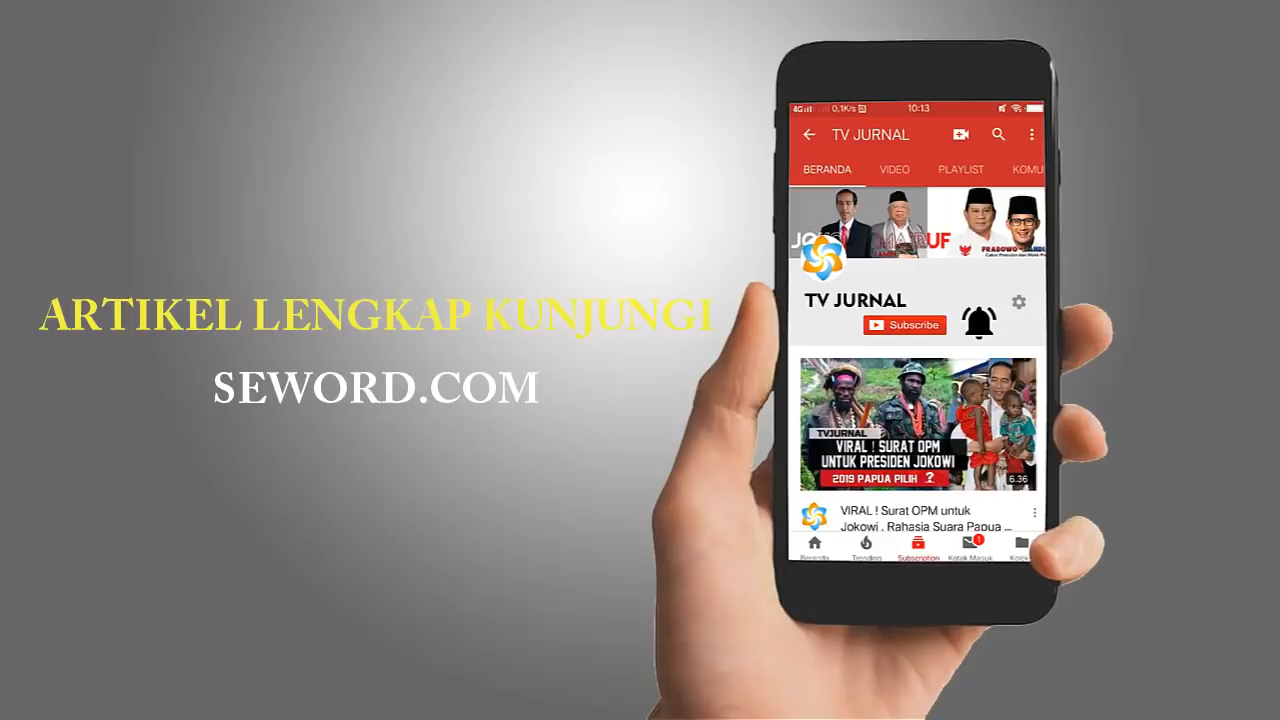 ARTIKEL LENGKAP KUNJUNGI
SEWORD.COM
4G 0,1K/s 10:13
TV JURNAL
BERANDA VIDEO PLAYLIST KOMU
UF
PRABOWO
TV JURNAL
Subscribe
TVJURNAL
VIRAL ! SURAT OPM
UNTUK PRESIDEN JOKOWI
2019 PAPUA PILIH ?
6.36
VIRAL ! Surat OPM untuk
Jokowi , Rahasia Suara Papua ...
1
Beranda Trending Subscription Kotak Masuk